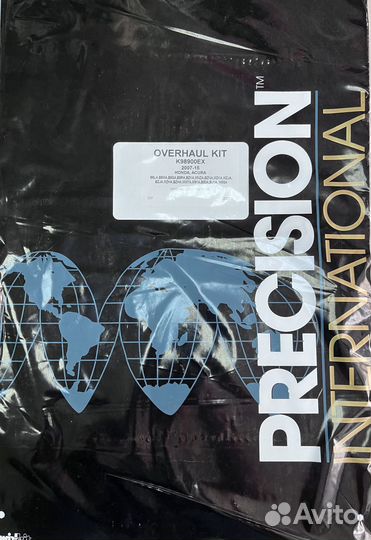 OVERHAUL KIT
K98900EX
2007-15
HONDA, ACURA
PRECISION™
INTERNATIONAL
Avito